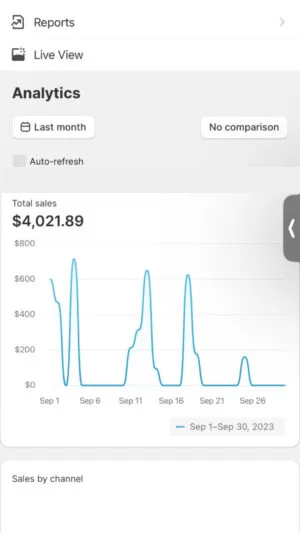 Reports
Live View
Analytics
Last month
No comparison
Auto-refresh
Total sales
$4,021.89
$800
$600
$400
$200
$0
Sep 1
Sep 6
Sep 11
Sep 16
Sep 21
Sep 26
Sep 1–Sep 30, 2023
Sales by channel